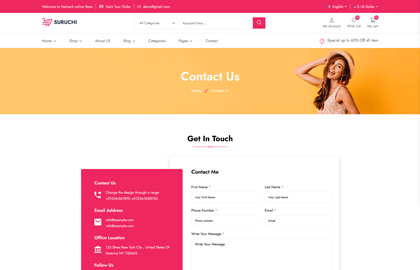 Welcome to Hamark online Store
Track Your Order
demo@gmail.com
English
$ US Dollar
SURUCHI
All Categories
Keyword here...
My Account
Wish List
My Cart
Home
Shop
About US
Blog
Categories
Pages
Contact
Special up to 60% Off all item
Contact Us
Home
Contact Us
Get In Touch
Contact Us
Change the design through a range
Email Address
info@example.com
info@example.com
Office Location
123 Stree New York City , United States Of
America NY 750065.
Follow Us
Contact Me
First Name *
Last Name *
Your First Name
Your Last Name
Phone Number *
Email *
Phone number
Email
Write Your Message *
Write Your Message